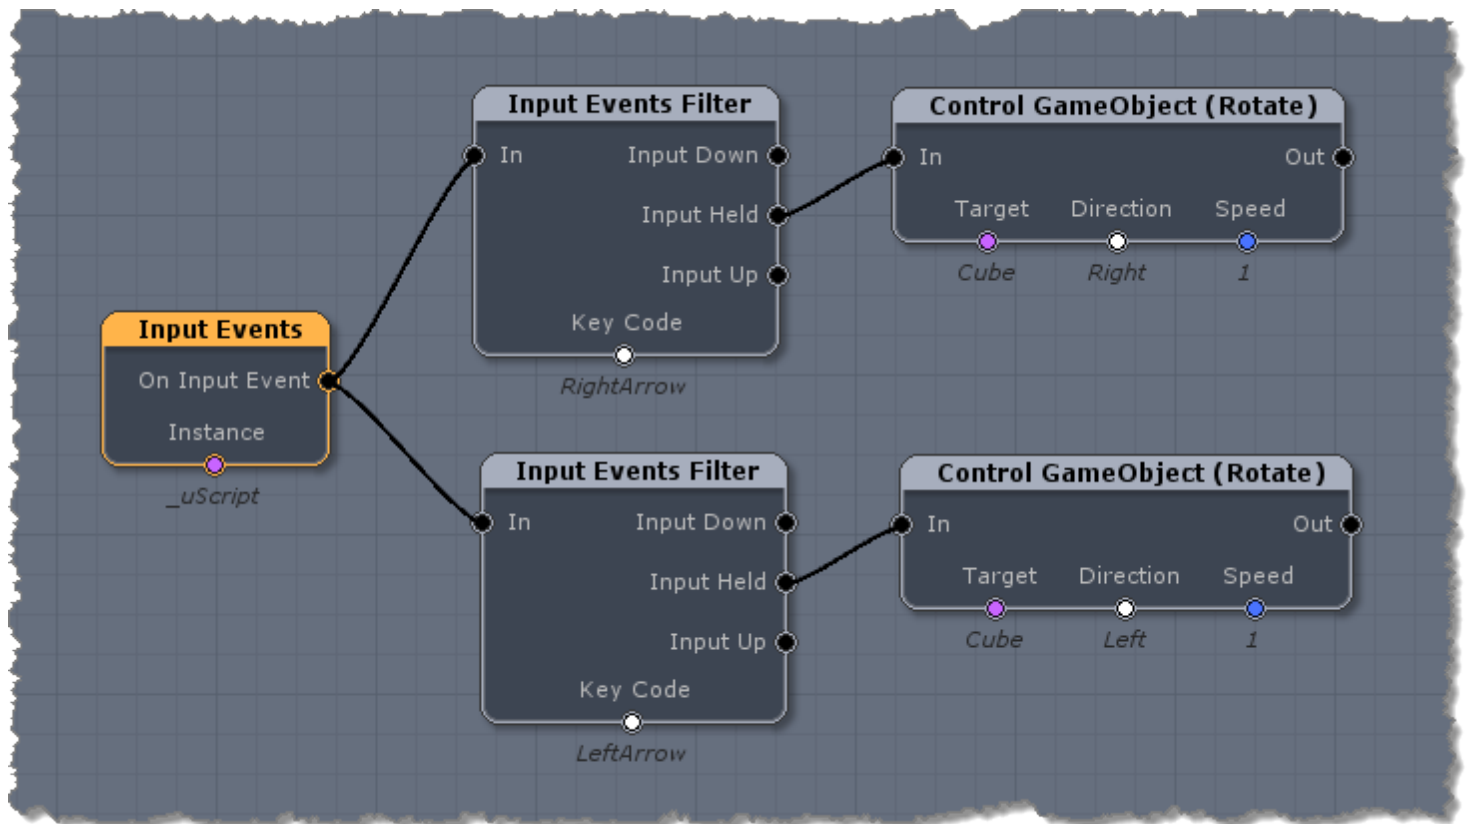 Input Events
On Input Event
Instance
_uScript
Input Events Filter
In
Input Down
Input Held
Input Up
Key Code
RightArrow
Control GameObject (Rotate)
In
Out
Target Direction Speed
Cube Right 1
Input Events Filter
In
Input Down
Input Held
Input Up
Key Code
LeftArrow
Control GameObject (Rotate)
In
Out
Target Direction Speed
Cube Left 1